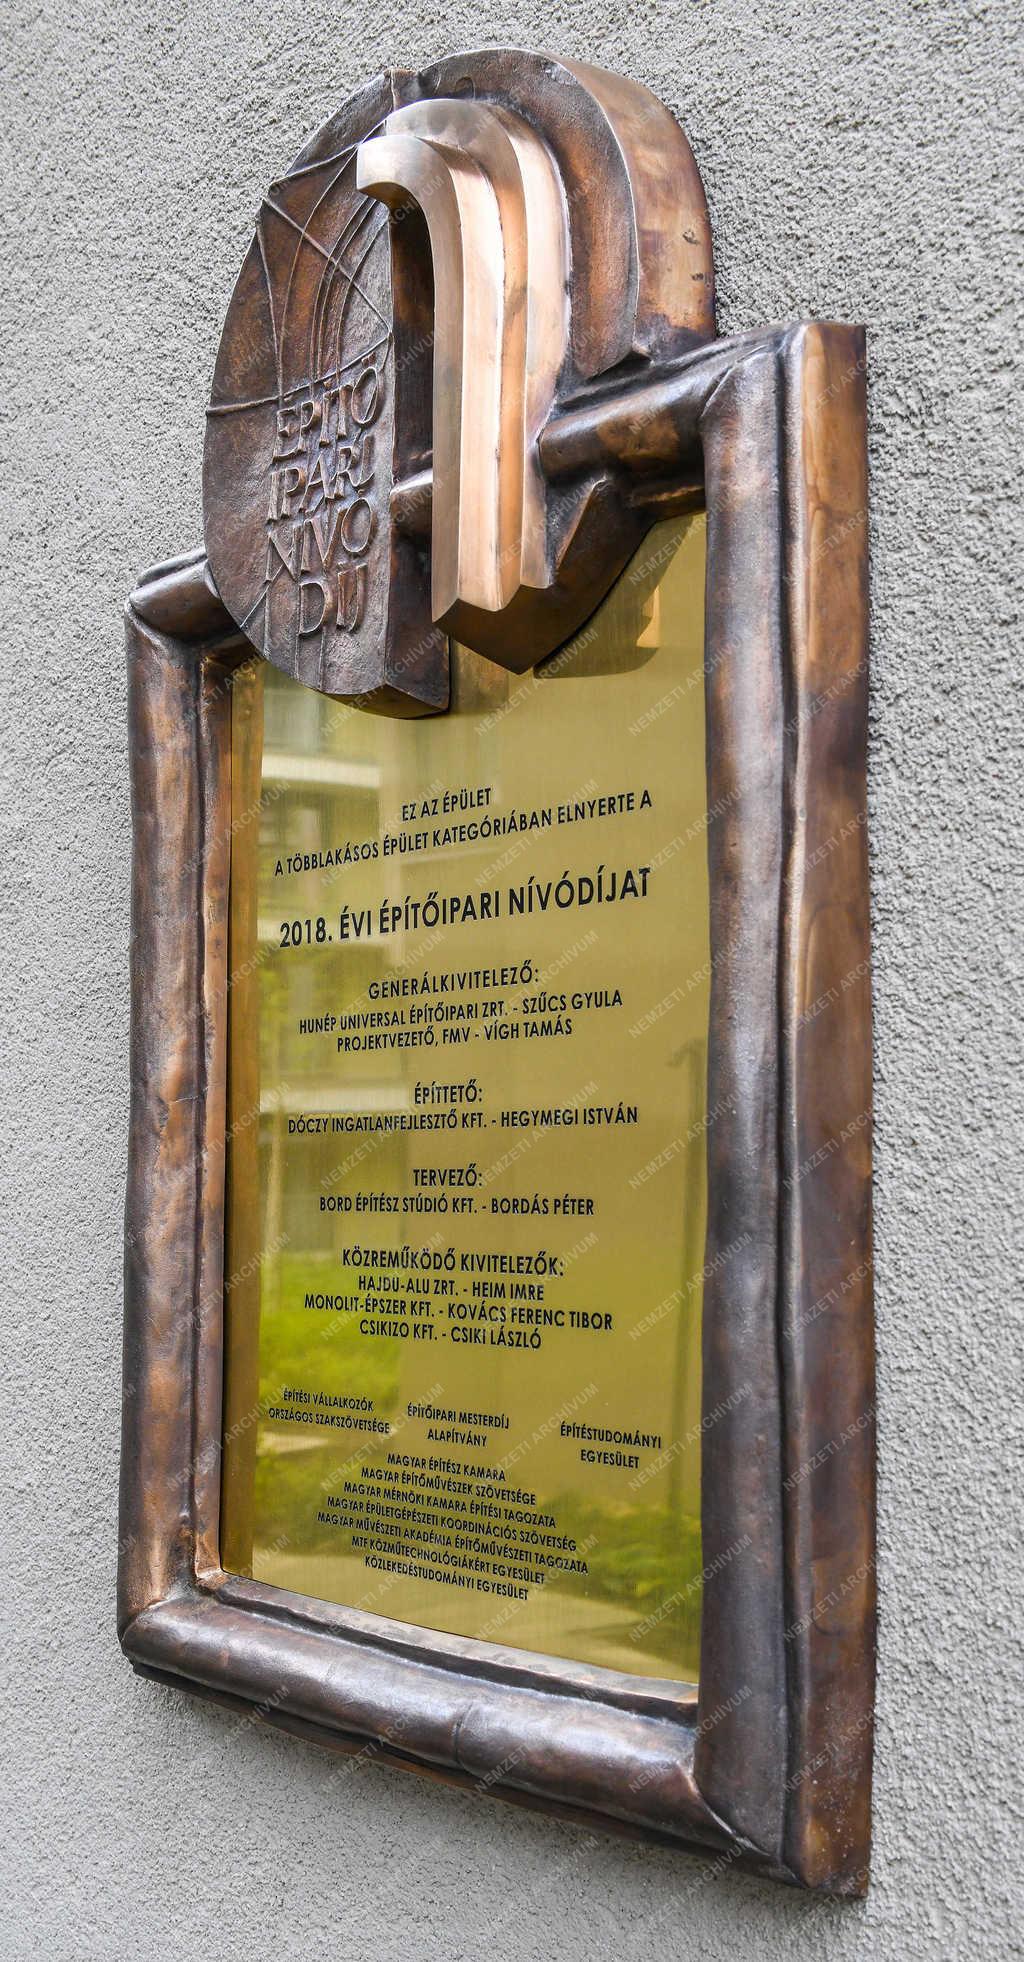 ÉPÍTŐ
IPARI
NÍVÓ
DÍJ
EZ AZ ÉPÜLET
A TÖBBLAKÁSOS ÉPÜLET KATEGÓRIÁBAN ELNYERTE A
2018. ÉVI ÉPÍTŐIPARI NÍVÓDÍJAT
GENERÁLKIVITELEZŐ:
HUNÉP UNIVERSAL ÉPÍTŐIPARI ZRT. - SZŰCS GYULA
PROJEKTVEZETŐ, FMV - VÍGH TAMÁS
ÉPÍTTETŐ:
DÓCZY INGATLANFEJLESZTŐ KFT. - HEGYMEGI ISTVÁN
TERVEZŐ:
BORD ÉPÍTÉSZ STÚDIÓ KFT. - BORDÁS PÉTER
KÖZREMŰKÖDŐ KIVITELEZŐK:
HAJDU-ALU ZRT. - HEIM IMRE
MONOLIT-ÉPSZER KFT. - KOVÁCS FERENC TIBOR
CSIKIZO KFT. - CSIKI LÁSZLÓ
ÉPÍTÉSI VÁLLALKOZÓK
ORSZÁGOS SZAKSZÖVETSÉGE
ÉPÍTŐIPARI MESTERDÍJ
ALAPÍTVÁNY
ÉPÍTÉSTUDOMÁNYI
EGYESÜLET
MAGYAR ÉPÍTÉSZ KAMARA
MAGYAR ÉPÍTŐMŰVÉSZEK SZÖVETSÉGE
MAGYAR MÉRNÖKI KAMARA ÉPÍTÉSI TAGOZATA
MAGYAR ÉPÜLETGÉPÉSZETI KOORDINÁCIÓS SZÖVETSÉG
MAGYAR MŰVÉSZETI AKADÉMIA ÉPÍTŐMŰVÉSZETI TAGOZATA
MTF KÖZMŰTECHNOLÓGIÁKÉRT EGYESÜLET
KÖZLEKEDÉSTUDOMÁNYI EGYESÜLET
NEMZETI ARCHÍVUM